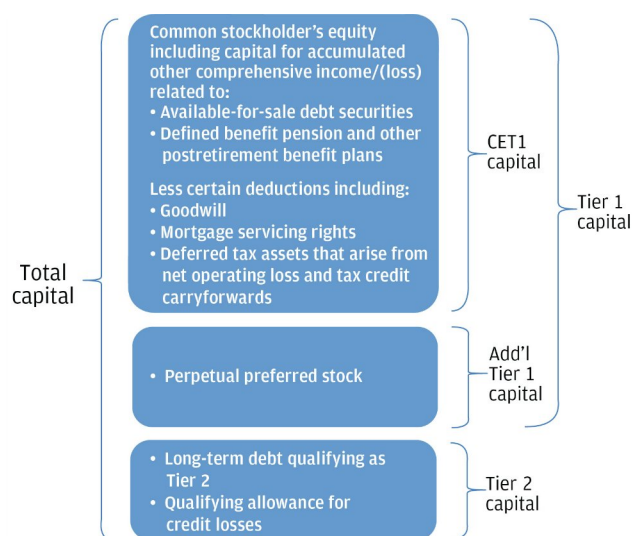 Common stockholder's equity
including capital for accumulated
other comprehensive income/(loss)
related to:
• Available-for-sale debt securities
• Defined benefit pension and other
postretirement benefit plans
Less certain deductions including:
• Goodwill
• Mortgage servicing rights
• Deferred tax assets that arise from
net operating loss and tax credit
carryforwards
CET1
capital
Tier 1
capital
Total
capital
• Perpetual preferred stock
Add'l
Tier 1
capital
• Long-term debt qualifying as
Tier 2
• Qualifying allowance for
credit losses
Tier 2
capital